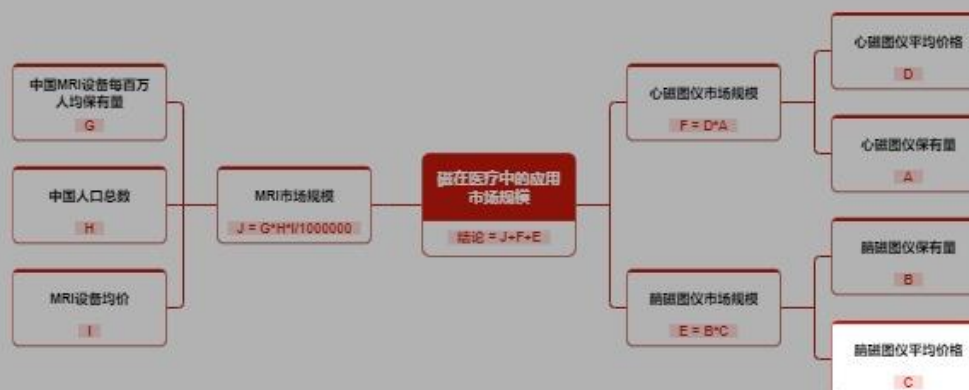 心磁图仪平均价格
D
中国MRI设备每百万
人均保有量
G
心磁图仪市场规模
F = D*A
心磁图仪保有量
A
中国人口总数
H
MRI市场规模
J = G*H*I/1000000
磁在医疗中的应用
市场规模
结论 = J+F+E
脑磁图仪保有量
B
MRI设备均价
I
脑磁图仪市场规模
E = B*C
脑磁图仪平均价格
C